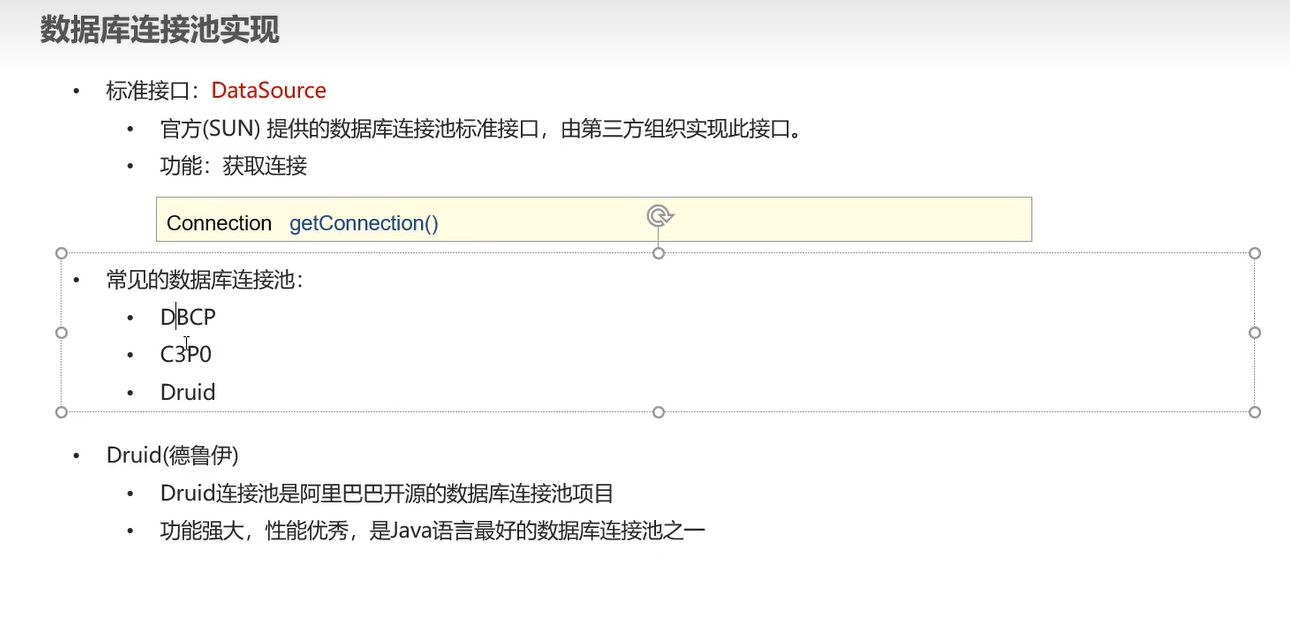 数据库连接池实现
• 标准接口：DataSource
• 官方(SUN) 提供的数据库连接池标准接口，由第三方组织实现此接口。
• 功能：获取连接
Connection getConnection()
• 常见的数据库连接池：
• DBCP
• C3P0
• Druid
• Druid(德鲁伊)
• Druid连接池是阿里巴巴开源的数据库连接池项目
• 功能强大，性能优秀，是Java语言最好的数据库连接池之一